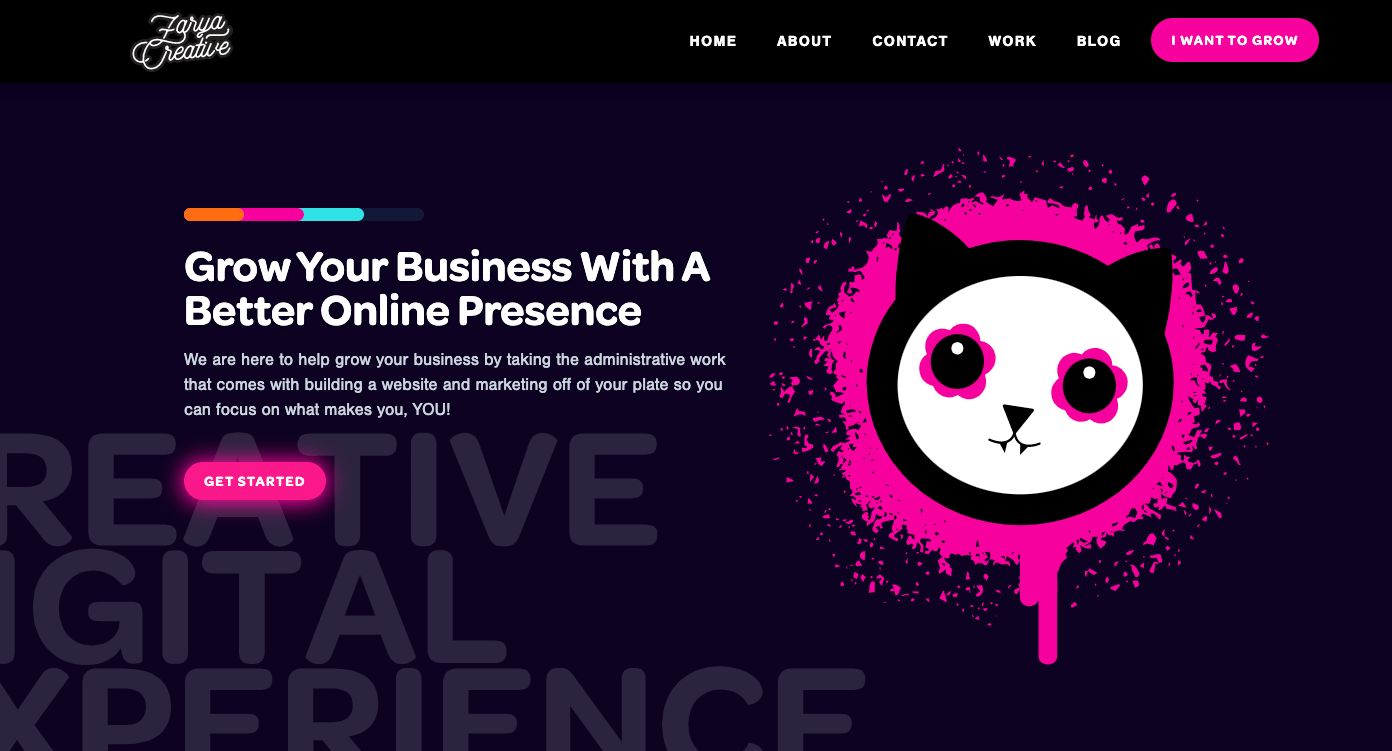 Zarya
Creative
HOME
ABOUT
CONTACT
WORK
BLOG
I WANT TO GROW
Grow Your Business With A
Better Online Presence
We are here to help grow your business by taking the administrative work
that comes with building a website and marketing off of your plate so you
can focus on what makes you, YOU!
GET STARTED
REATIVE
IGITAL
XPERIENCE